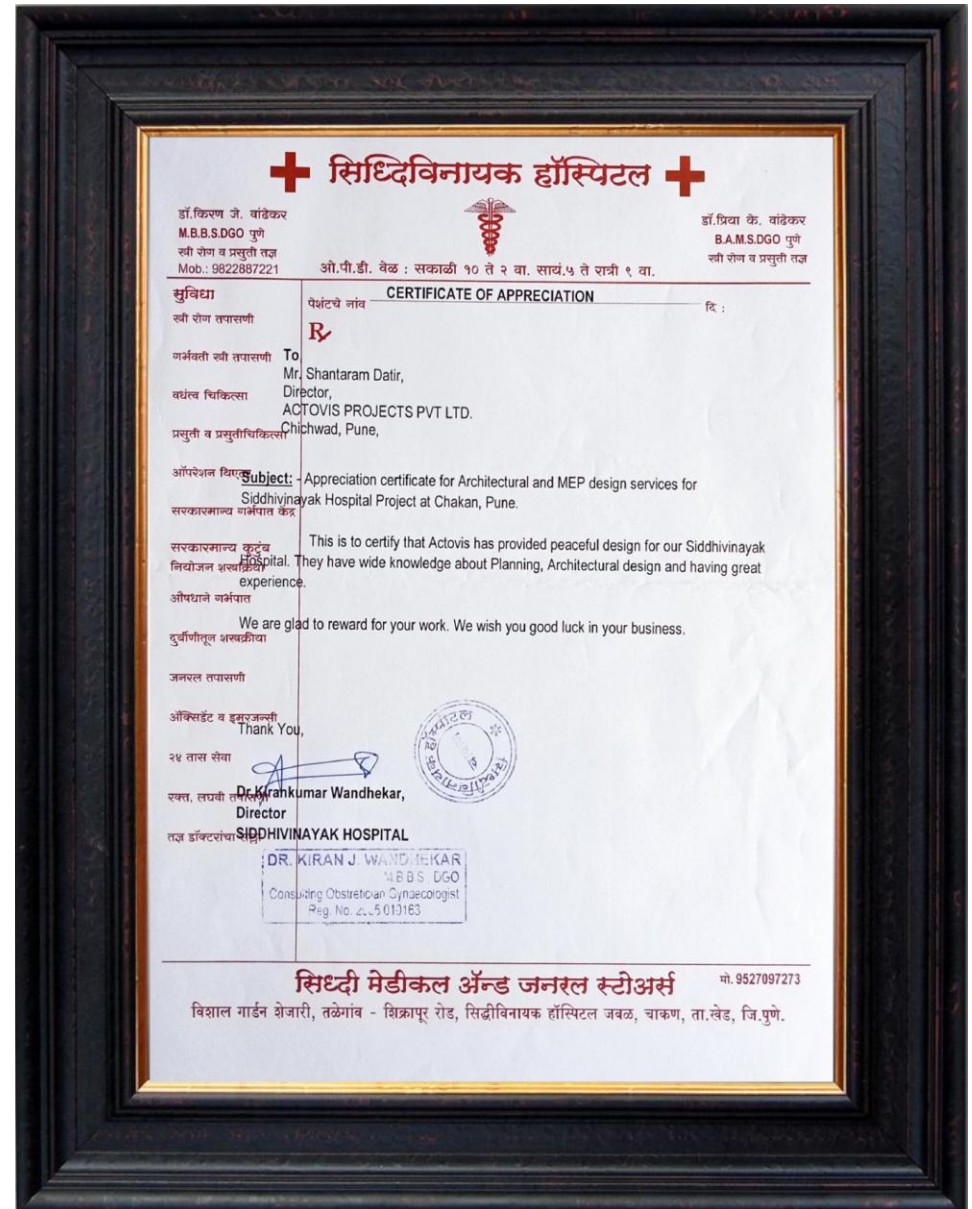 सिध्दिविनायक हॉस्पिटल
डॉ.किरण जे. वांढेकर
M.B.B.S.DGO पुणे
स्त्री रोग व प्रसुती तज्ञ
Mob.: 9822887221
डॉ.प्रिया के. वांढेकर
B.A.M.S.DGO पुणे
स्त्री रोग व प्रसुती तज्ञ
ओ.पी.डी. वेळ : सकाळी १० ते २ वा. सायं.५ ते रात्री ९ वा.
सुविधा
स्त्री रोग तपासणी
गर्भवती स्त्री तपासणी
वधंत्व चिकित्सा
प्रसुती व प्रसुतीचिकित्सा
ऑपरेशन
सरकारमान्य गर्भपात केंद्र
सरकारमान्य कुटुंब
नियोजन शस्त्रक्रिया
औषधाने गर्भपात
दुर्बीणीतून शस्त्रक्रीया
जनरल तपासणी
ॲक्सिडेंट व इमरजन्सी
२४ तास सेवा
रक्त, लघवी तपासणी
तज्ञ डॉक्टरांचा
पेशंटचे नांव
CERTIFICATE OF APPRECIATION
दि :
Rx
To
Mr. Shantaram Datir,
Director,
ACTOVIS PROJECTS PVT LTD.
Chichwad, Pune,
Subject: - Appreciation certificate for Architectural and MEP design services for
Siddhivinayak Hospital Project at Chakan, Pune.
This is to certify that Actovis has provided peaceful design for our Siddhivinayak
Hospital. They have wide knowledge about Planning, Architectural design and having great
experience.
We are glad to reward for your work. We wish you good luck in your business.
Thank You,
Dr.Kirankumar Wandhekar,
Director
SIDDHIVINAYAK HOSPITAL
DR. KIRAN J. WANDHEKAR
M.B.B.S., DGO
Consulting Obstretician Gynaecologist
Reg. No.
सिध्दी मेडीकल ॲन्ड जनरल स्टोअर्स
मो. 9527097273
विशाल गार्डन शेजारी, तळेगांव - शिक्रापूर रोड, सिद्धीविनायक हॉस्पिटल जवळ, चाकण, ता.खेड, जि.पुणे.